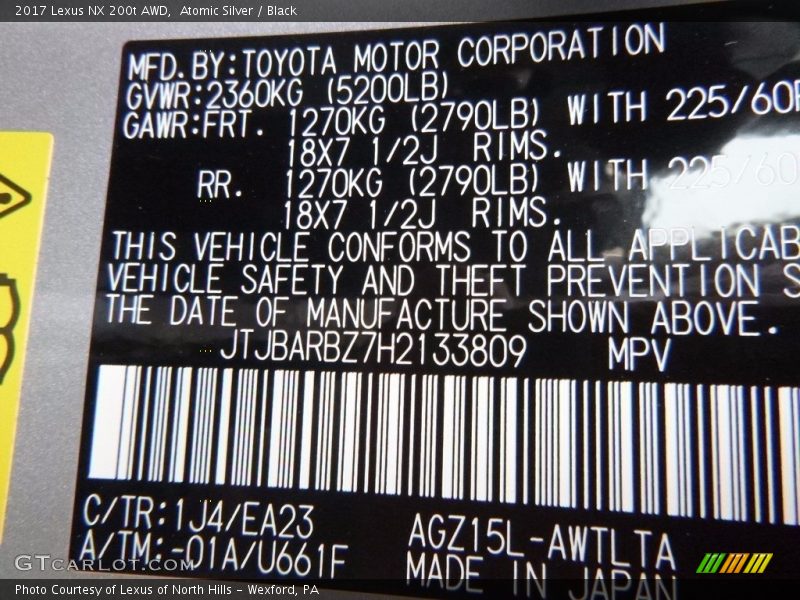 2017 Lexus NX 200t AWD,  Atomic Silver / Black
MFD.BY:TOYOTA MOTOR CORPORATION
GVWR:2360KG (5200LB)
GAWR:FRT. 1270KG (2790LB) WITH 225/60R
18X7 1/2J RIMS.
RR. 1270KG (2790LB) WITH 225/60
18X7 1/2J RIMS.
THIS VEHICLE CONFORMS TO ALL APPLICAB
VEHICLE SAFETY AND THEFT PREVENTION S
THE DATE OF MANUFACTURE SHOWN ABOVE.
JTJBARBZ7H2133809 MPV
C/TR:1J4/EA23 AGZ15L-AWTLTA
A/TM:-01A/U661F MADE IN JAPAN
GTcarlot.com
Photo Courtesy of Lexus of North Hills - Wexford, PA